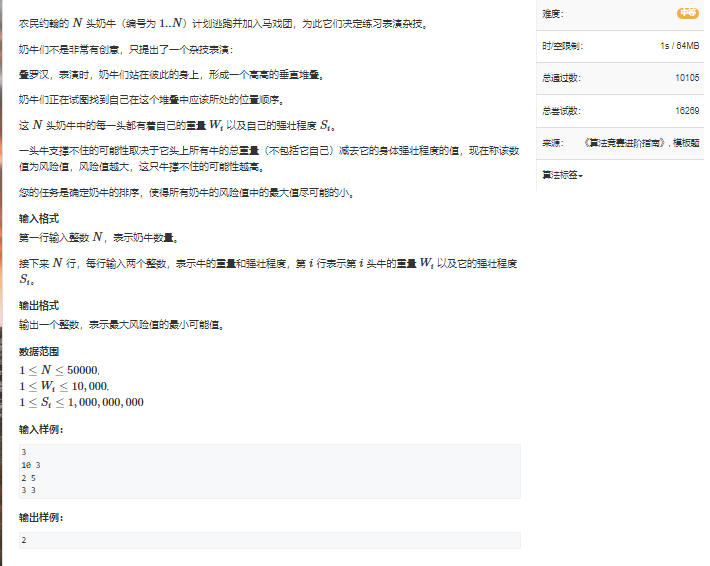 农民约翰的 N 头奶牛（编号为 1..N）计划逃跑并加入马戏团，为此它们决定练习表演杂技。
奶牛们不是非常有创意，只提出了一个杂技表演：
叠罗汉，表演时，奶牛们站在彼此的身上，形成一个高高的垂直堆叠。
奶牛们正在试图找到自己在这个堆叠中应该所处的位置顺序。
这 N 头奶牛中的每一头都有着自己的重量 Wi 以及自己的强壮程度 Si。
一头牛支撑不住的可能性取决于它头上所有牛的总重量（不包括它自己）减去它的身体强壮程度的值，现在称该数
值为风险值，风险值越大，这只牛撑不住的可能性越高。
您的任务是确定奶牛的排序，使得所有奶牛的风险值中的最大值尽可能的小。
输入格式
第一行输入整数 N，表示奶牛数量。
接下来 N 行，每行输入两个整数，表示牛的重量和强壮程度，第 i 行表示第 i 头牛的重量 Wi 以及它的强壮程度
Si。
输出格式
输出一个整数，表示最大风险值的最小可能值。
数据范围
1 ≤ N ≤ 50000,
1 ≤ Wi ≤ 10,000,
1 ≤ Si ≤ 1,000,000,000
输入样例：
3
10 3
2 5
3 3
输出样例：
2
难度： 中等
时/空限制： 1s / 64MB
总通过数： 10105
总尝试数： 16269
来源： 《算法竞赛进阶指南》, 模板题
算法标签